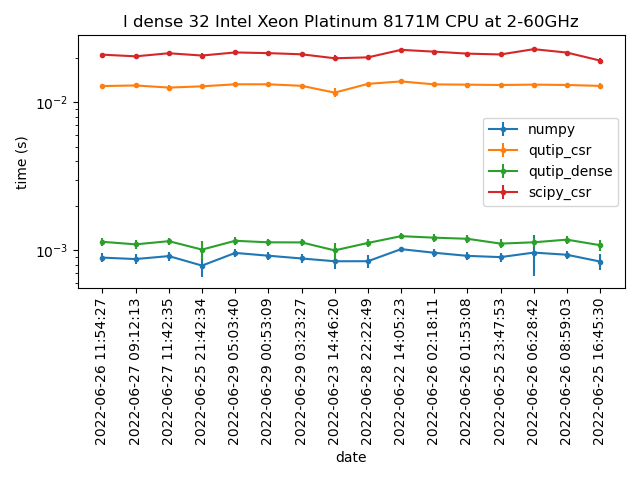 l dense 32 Intel Xeon Platinum 8171M CPU at 2-60GHz
time (s)
10⁻²
10⁻³
numpy
qutip_csr
qutip_dense
scipy_csr
2022-06-26 11:54:27
2022-06-27 09:12:13
2022-06-27 11:42:35
2022-06-25 21:42:34
2022-06-29 05:03:40
2022-06-29 00:53:09
2022-06-29 03:23:27
2022-06-23 14:46:20
2022-06-28 22:22:49
2022-06-22 14:05:23
2022-06-26 02:18:11
2022-06-26 01:53:08
2022-06-25 23:47:53
2022-06-26 06:28:42
2022-06-26 08:59:03
2022-06-25 16:45:30
date